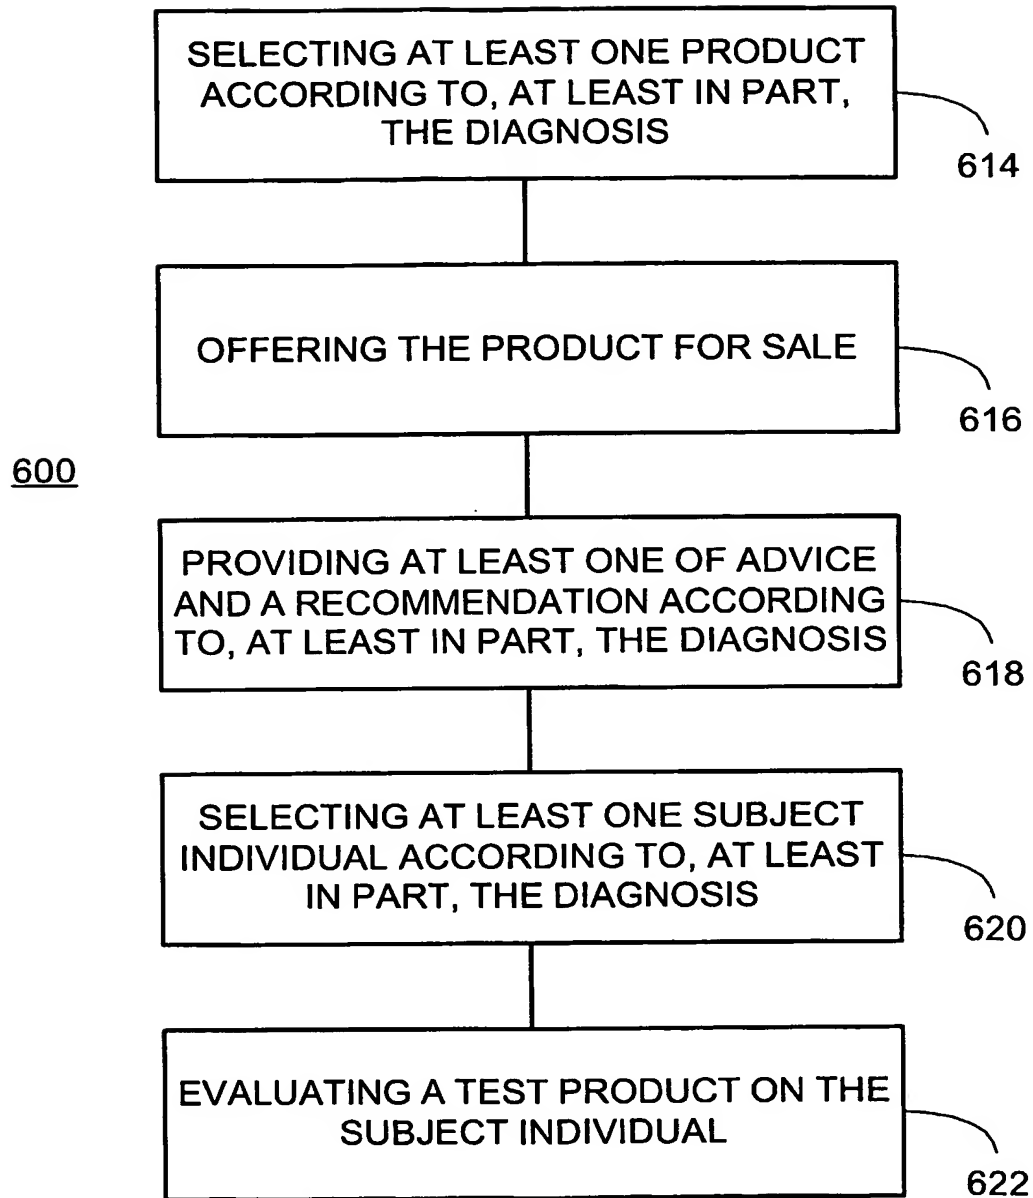 SELECTING AT LEAST ONE PRODUCT
ACCORDING TO, AT LEAST IN PART,
THE DIAGNOSIS
614
OFFERING THE PRODUCT FOR SALE
616
600
PROVIDING AT LEAST ONE OF ADVICE
AND A RECOMMENDATION ACCORDING
TO, AT LEAST IN PART, THE DIAGNOSIS
618
SELECTING AT LEAST ONE SUBJECT
INDIVIDUAL ACCORDING TO, AT LEAST
IN PART, THE DIAGNOSIS
620
EVALUATING A TEST PRODUCT ON THE
SUBJECT INDIVIDUAL
622